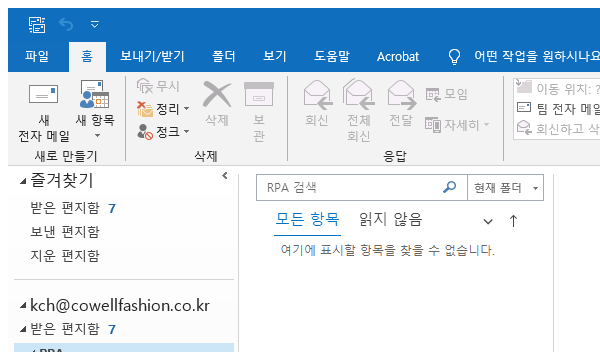 파일 홈 보내기/받기 폴더 보기 도움말 Acrobat 어떤 작업을 원하시나요
새 전자 메일
새 항목
무시
정리
정크
삭제
보관
회신
전체 회신
전달
모임
자세히
이동 위치: ?
팀 전자 메일
회신하고 삭
새로 만들기 삭제 응답
즐겨찾기
받은 편지함 7
보낸 편지함
지운 편지함
kch@cowellfashion.co.kr
받은 편지함 7
RPA
RPA 검색 현재 폴더
모든 항목 읽지 않음
여기에 표시할 항목을 찾을 수 없습니다.